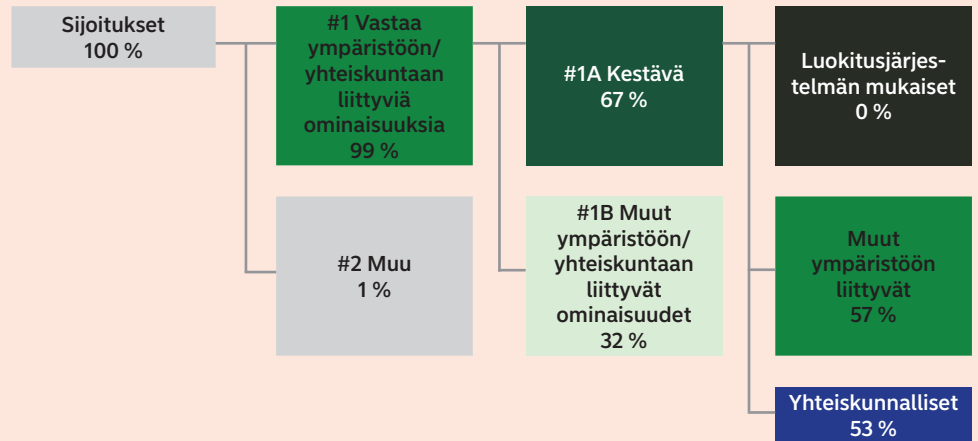 Sijoitukset
100 %
#1 Vastaa
ympäristöön/
yhteiskuntaan
liittyviä
ominaisuuksia
99 %
#1A Kestävä
67 %
Luokitusjärjes-
telmän mukaiset
0 %
#2 Muu
1 %
#1B Muut
ympäristöön/
yhteiskuntaan
liittyvät
ominaisuudet
32 %
Muut
ympäristöön
liittyvät
57 %
Yhteiskunnalliset
53 %